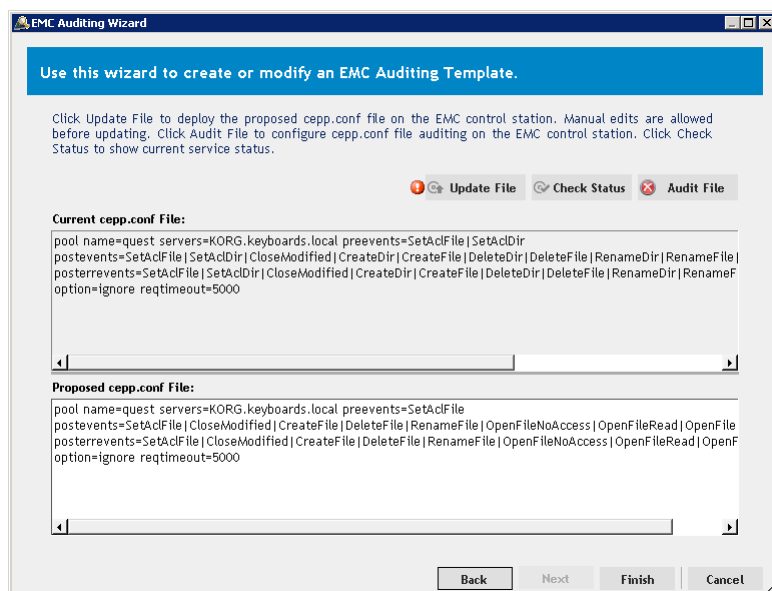 EMC Auditing Wizard
Use this wizard to create or modify an EMC Auditing Template.
Click Update File to deploy the proposed cepp.conf file on the EMC control station. Manual edits are allowed
before updating. Click Audit File to configure cepp.conf file auditing on the EMC control station. Click Check
Status to show current service status.
Update File Check Status Audit File
Current cepp.conf File:
pool name=quest servers=KORG.keyboards.local preevents=SetAclFile|SetAclDir
postevents=SetAclFile|SetAclDir|CloseModified|CreateDir|CreateFile|DeleteDir|DeleteFile|RenameDir|RenameFile|
posterrevents=SetAclFile|SetAclDir|CloseModified|CreateDir|CreateFile|DeleteDir|DeleteFile|RenameDir|RenameF
option=ignore reqtimeout=5000
Proposed cepp.conf File:
pool name=quest servers=KORG.keyboards.local preevents=SetAclFile
postevents=SetAclFile|CloseModified|CreateFile|DeleteFile|RenameFile|OpenFileNoAccess|OpenFileRead|OpenFile
posterrevents=SetAclFile|CloseModified|CreateFile|DeleteFile|RenameFile|OpenFileNoAccess|OpenFileRead|OpenF
option=ignore reqtimeout=5000
Back Next Finish Cancel